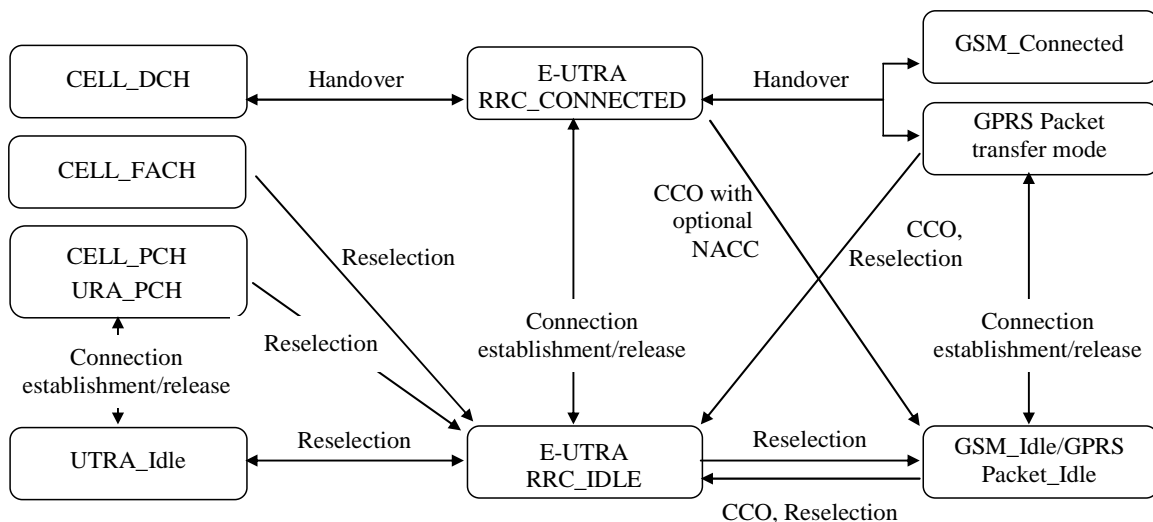 GSM_Connected
CELL_DCH
Handover
E-UTRA
RRC_CONNECTED
Handover
GPRS Packet
transfer mode
CELL_FACH
CCO with
optional
NACC
CCO,
Reselection
Reselection
CELL_PCH
URA_PCH
Reselection
Connection
establishment/release
Connection
establishment/release
Connection
establishment/release
UTRA_Idle
Reselection
E-UTRA
RRC_IDLE
Reselection
GSM_Idle/GPRS
Packet_Idle
CCO, Reselection